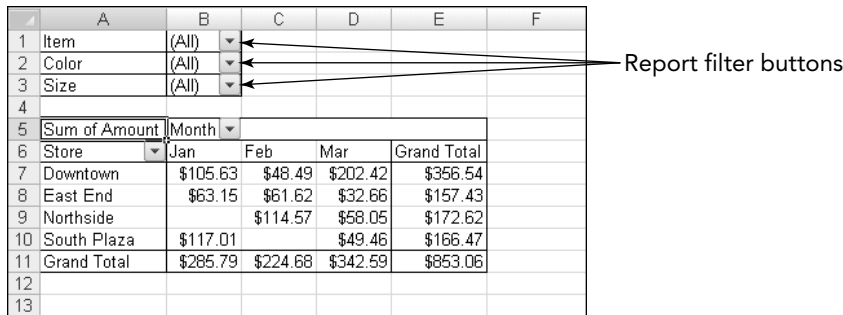 A B C D E F
1 Item (All)
2 Color (All)
3 Size (All)
Report filter buttons
4
5 Sum of Amount Month
6 Store Jan Feb Mar Grand Total
7 Downtown $105.63 $48.49 $202.42 $356.54
8 East End $63.15 $61.62 $32.66 $157.43
9 Northside $114.57 $58.05 $172.62
10 South Plaza $117.01 $49.46 $166.47
11 Grand Total $285.79 $224.68 $342.59 $853.06
12
13